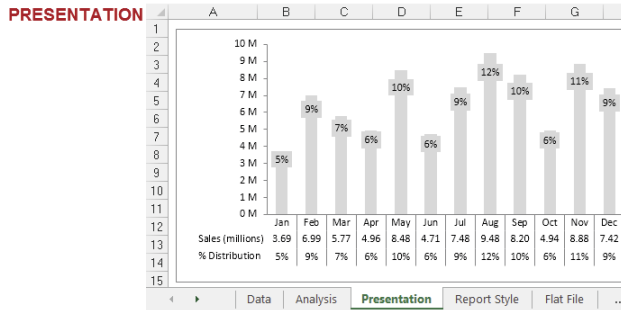 PRESENTATION
A B C D E F G
1
2
3
4
5
6
7
8
9
10
11
12
13
14
15
10 M
9 M
8 M
7 M
6 M
5 M
4 M
3 M
2 M
1 M
0 M
5% 9% 7% 6% 10% 6% 9% 12% 10% 6% 11% 9%
Jan Feb Mar Apr May Jun Jul Aug Sep Oct Nov Dec
Sales (millions) 3.69 6.99 5.77 4.96 8.48 4.71 7.48 9.48 8.20 4.94 8.88 7.42
% Distribution 5% 9% 7% 6% 10% 6% 9% 12% 10% 6% 11% 9%
Data Analysis Presentation Report Style Flat File ...